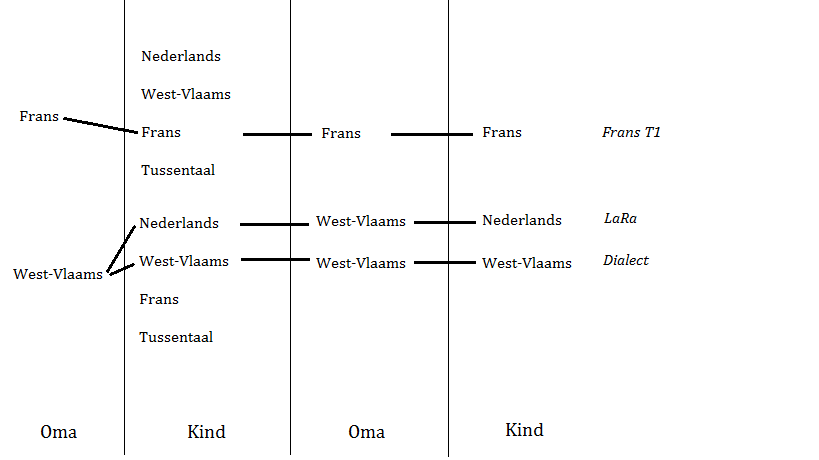 Nederlands
West-Vlaams
Frans
Frans Frans Frans Frans T1
Tussentaal
Nederlands West-Vlaams Nederlands LaRa
West-Vlaams West-Vlaams West-Vlaams Dialect
West-Vlaams
Frans
Tussentaal
Oma Kind Oma Kind